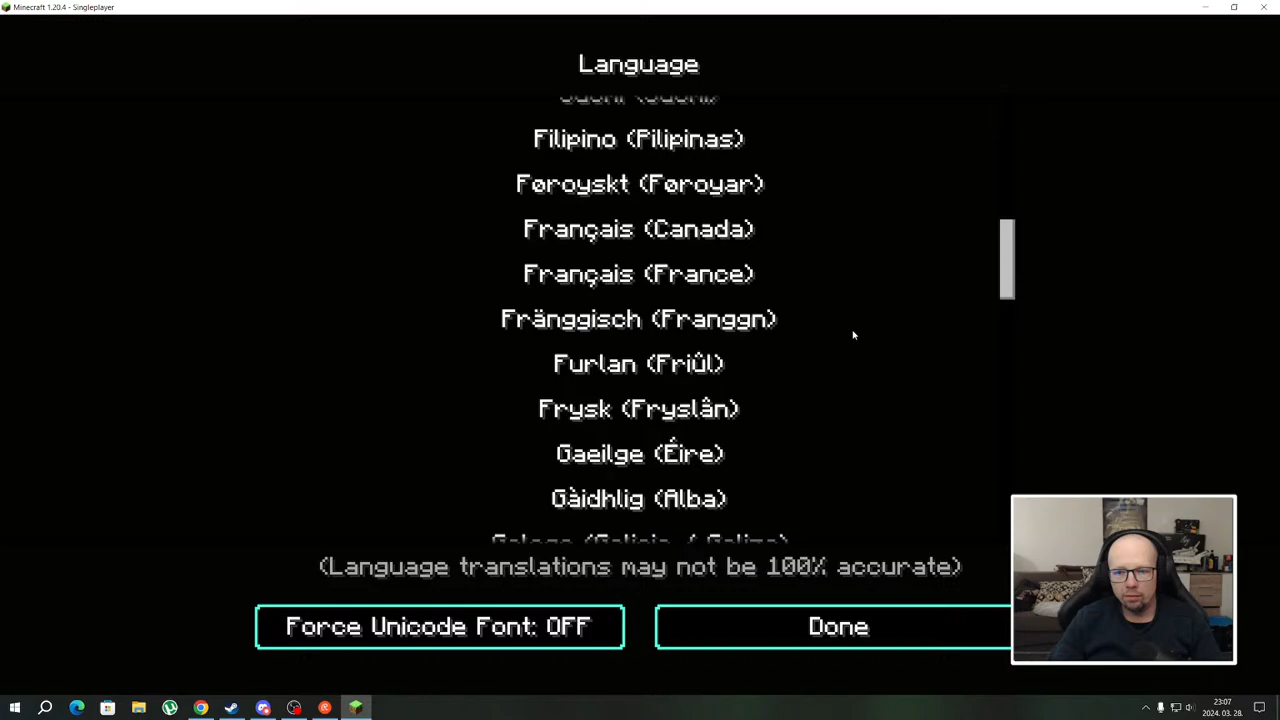 Minecraft 1.20.4 - Singleplayer
Language
Filipino (Pilipinas)
Føroyskt (Føroyar)
Français (Canada)
Français (France)
Fränggisch (Franggn)
Furlan (Friûl)
Frysk (Fryslân)
Gaeilge (Éire)
Gàidhlig (Alba)
(Language translations may not be 100% accurate)
Force Unicode Font: OFF
Done
23:07
2024. 03. 28.